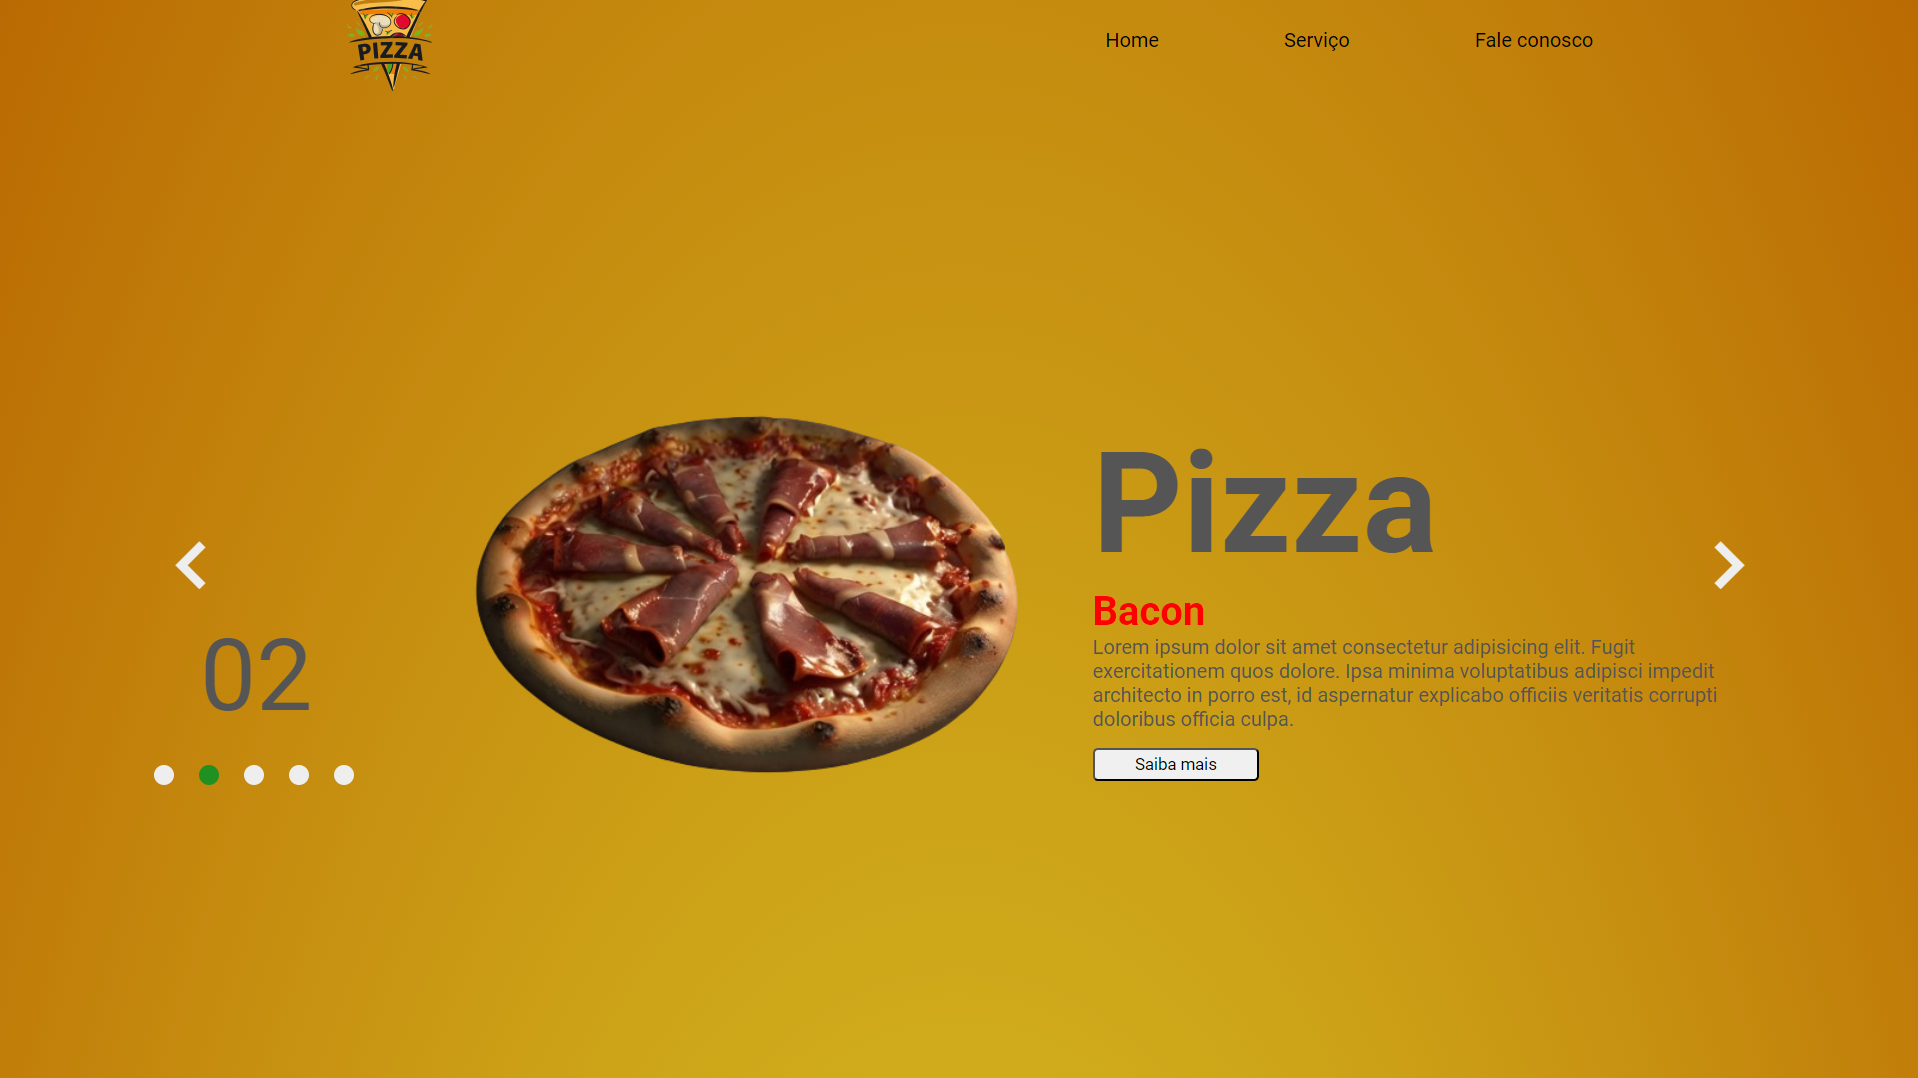 PIZZA
Home
Serviço
Fale conosco
Pizza
Bacon
Lorem ipsum dolor sit amet consectetur adipisicing elit. Fugit
exercitationem quos dolore. Ipsa minima voluptatibus adipisci impedit
architecto in porro est, id aspernatur explicabo officiis veritatis corrupti
doloribus officia culpa.
Saiba mais
02